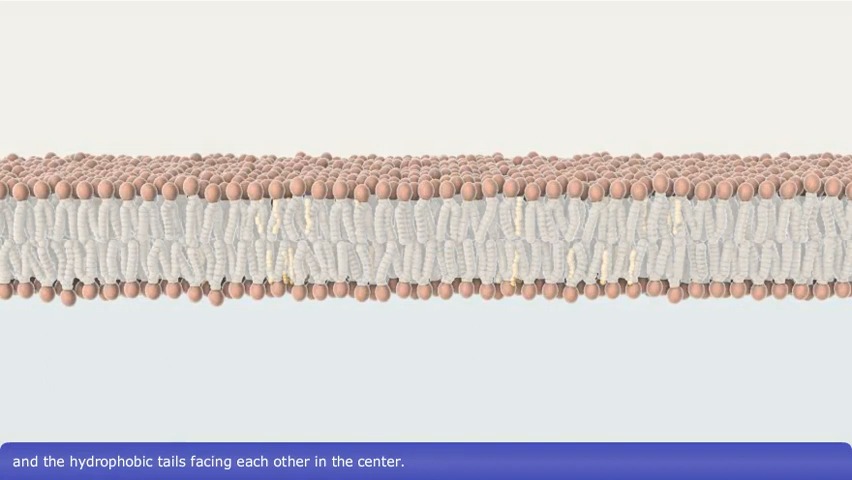 and the hydrophobic tails facing each other in the center.